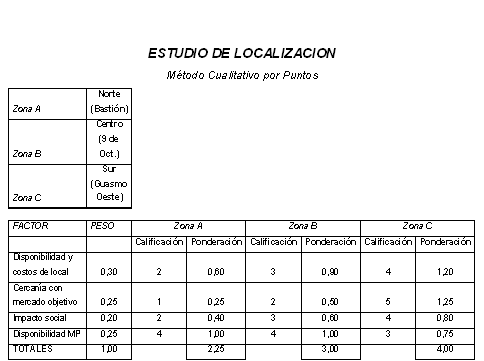 ESTUDIO DE LOCALIZACION
Método Cualitativo por Puntos
Zona A Norte (Bastión)
Zona B Centro (9 de Oct.)
Zona C Sur (Guasmo Oeste)
FACTOR PESO Zona A Zona B Zona C
Calificación Ponderación Calificación Ponderación Calificación Ponderación
Disponibilidad y
costos de local 0,30 2 0,60 3 0,90 4 1,20
Cercanía con
mercado objetivo 0,25 1 0,25 2 0,50 5 1,25
Impacto social 0,20 2 0,40 3 0,60 4 0,80
Disponibilidad MP 0,25 4 1,00 4 1,00 3 0,75
TOTALES 1,00 2,25 3,00 4,00